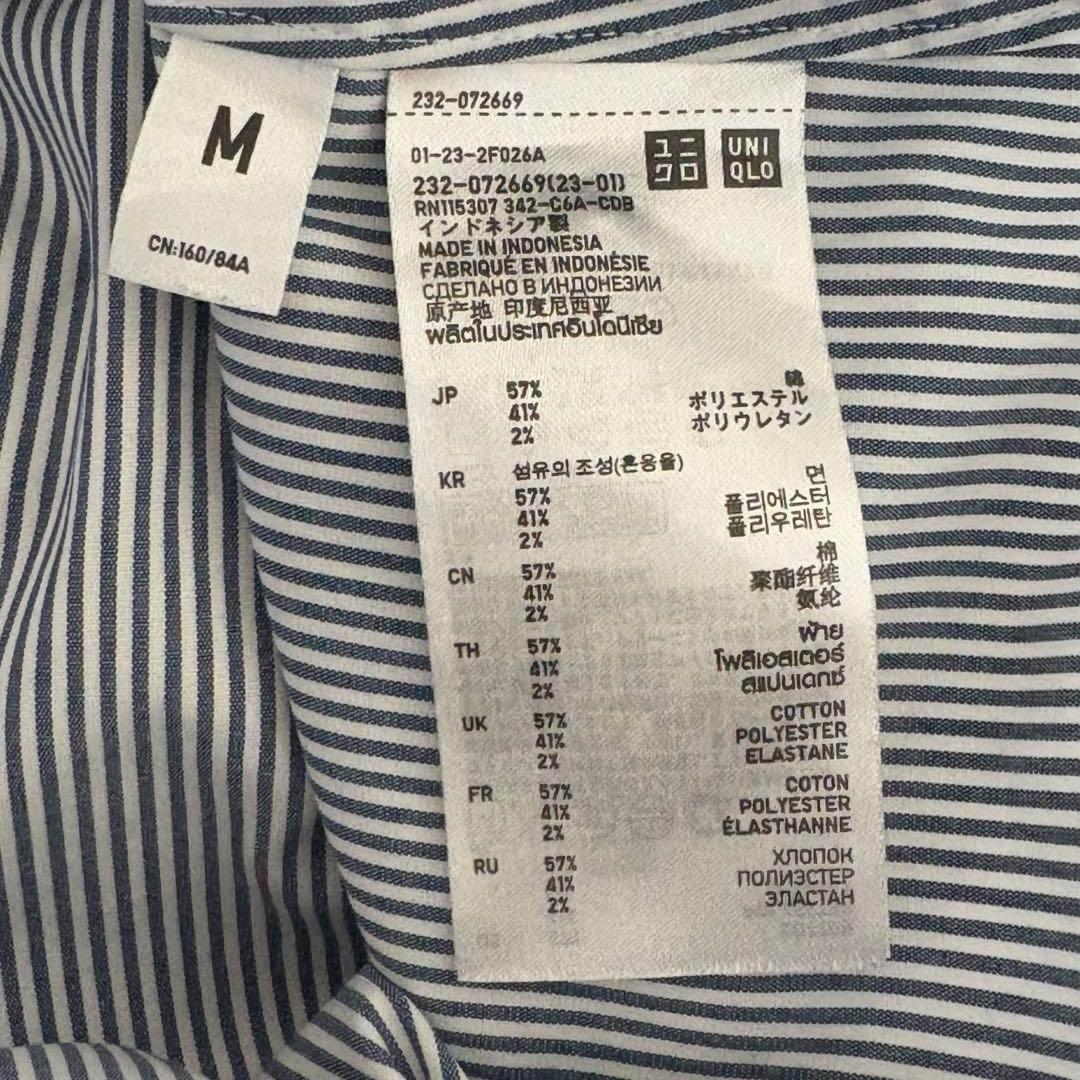 M
CN:160/84A
232-072669
01-23-2F026A
ユニクロ
UNIQLO
232-072669(23-01)
RN115307 342-C6A-CDB
インドネシア製
MADE IN INDONESIA
FABRIQUÉ EN INDONÉSIE
СДЕЛАНО В ИНДОНЕЗИИ
原产地 印度尼西亚
ผลิตในประเทศอินโดนีเซีย
JP 57% 綿
41% ポリエステル
2% ポリウレタン
KR 섬유의 조성(혼용율)
57% 면
41% 폴리에스터
2% 폴리우레탄
CN 57% 棉
41% 聚酯纤维
2% 氨纶
TH 57% ฝ้าย
41% โพลีเอสเตอร์
2% สแปนเดกซ์
UK 57% COTTON
41% POLYESTER
2% ELASTANE
FR 57% COTON
41% POLYESTER
2% ÉLASTHANNE
RU 57% ХЛОПОК
41% ПОЛИЭСТЕР
2% ЭЛАСТАН